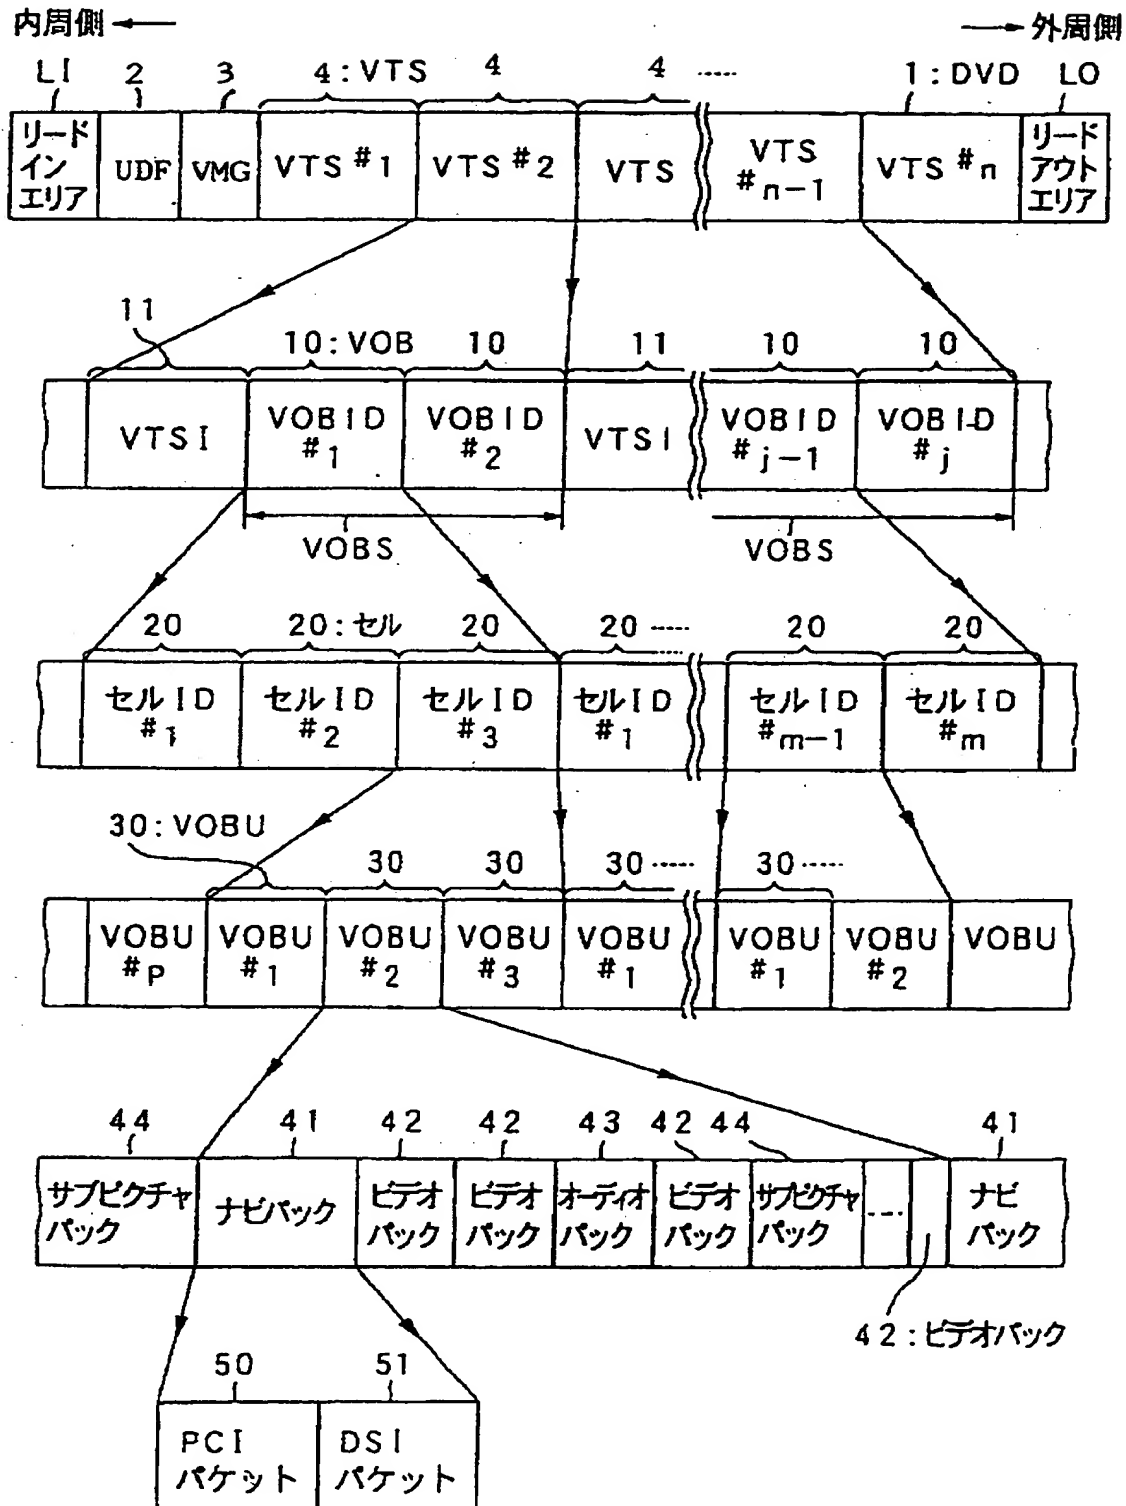 内周側 ← → 外周側
LI 2 3 4:VTS 4 4 ····· 1:DVD LO
リード
イン
エリア
UDF
VMG
VTS #1
VTS #2
VTS
VTS
#n-1
VTS #n
リード
アウト
エリア
11 10:VOB 10 11 10 10
VTSI
VOBID
#1
VOBID
#2
VTSI
VOBID
#j-1
VOBID
#j
VOBS VOBS
20 20:セル 20 20 ····· 20 20
セルID
#1
セルID
#2
セルID
#3
セルID
#1
セルID
#m-1
セルID
#m
30:VOBU 30 30 30 ····· 30 ·····
VOBU
#P
VOBU
#1
VOBU
#2
VOBU
#3
VOBU
#1
VOBU
#1
VOBU
#2
VOBU
44 41 42 42 43 42 44 41
サブピクチャ
パック
ナビパック
ビデオ
パック
ビデオ
パック
オーディオ
パック
ビデオ
パック
サブピクチャ
パック
····
ナビ
パック
42:ビデオパック
50 51
PCI
パケット
DSI
パケット